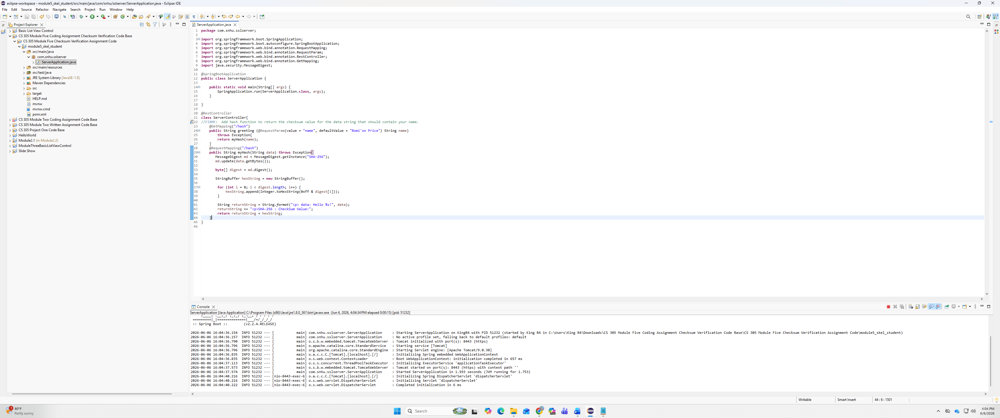 eclipse-workspace - module5_skel_student/src/main/java/com/snhu/sslserver/ServerApplication.java - Eclipse IDE
File Edit Source Refactor Navigate Search Project Run Window Help
Project Explorer
Basic List View Control
CS 305 Module Five Coding Assignment Checksum Verification Code Base
CS 305 Module Five Checksum Verification Assignment Code
module5_skel_student
src/main/java
com.snhu.sslserver
ServerApplication.java
src/main/resources
src/test/java
JRE System Library [JavaSE-1.8]
Maven Dependencies
src
target
HELP.md
mvnw
mvnw.cmd
pom.xml
CS 305 Module Two Coding Assignment Code Base
CS 305 Module Two Written Assignment Code Base
CS 305 Project One Code Base
HelloWorld
Module2.1 (in Module2.2)
ModuleThreeBasicListViewControl
Slide Show
ServerApplication.java
1 package com.snhu.sslserver;
2
3 import org.springframework.boot.SpringApplication;
4 import org.springframework.boot.autoconfigure.SpringBootApplication;
5 import org.springframework.web.bind.annotation.RequestMapping;
6 import org.springframework.web.bind.annotation.RequestParam;
7 import org.springframework.web.bind.annotation.RestController;
8 import org.springframework.web.bind.annotation.GetMapping;
9 import java.security.MessageDigest;
10
11 @SpringBootApplication
12 public class ServerApplication {
13
14 public static void main(String[] args) {
15 SpringApplication.run(ServerApplication.class, args);
16 }
17
18 }
19
20 @RestController
21 class ServerController{
22 //FIXME: Add hash function to return the checksum value for the data string that should contain your name.
23 @GetMapping("/hash")
24 public String greeting (@RequestParam(value = "name", defaultValue = "Romi'on Price") String name)
25 throws Exception{
26 return myHash(name);
27 }
28 @RequestMapping("/hash")
29 public String myHash(String data) throws Exception{
30 MessageDigest md = MessageDigest.getInstance("SHA-256");
31 md.update(data.getBytes());
32
33 byte[] digest = md.digest();
34
35 StringBuffer hexString = new StringBuffer();
36
37 for (int i = 0; i < digest.length; i++) {
38 hexString.append(Integer.toHexString(0xff & digest[i]));
39 }
40
41 String returnString = String.format("<p> data: Hello %s!", data);
42 returnString += "<p>SHA-256 : CheckSum Value:";
43 return returnString + hexString;
44 }
45 }
46
Console
ServerApplication [Java Application] C:\Program Files (x86)\Java\jre1.8.0_361\bin\javaw.exe (Jun 6, 2026, 4:04:34 PM elapsed 0:00:15) [pid: 51232]
=========|_|==============|___/=/_/_/_/
:: Spring Boot :: (v2.2.4.RELEASE)
2026-06-06 16:04:36.154 INFO 51232 --- [ main] com.snhu.sslserver.ServerApplication : Starting ServerApplication on KingR4 with PID 51232 (started by King R4 in C:\Users\King R4\Downloads\CS 305 Module Five Coding Assignment Checksum Verification Code Base\CS 305 Module Five Checksum Verification Assignment Code\module5_skel_student)
2026-06-06 16:04:36.157 INFO 51232 --- [ main] com.snhu.sslserver.ServerApplication : No active profile set, falling back to default profiles: default
2026-06-06 16:04:36.790 INFO 51232 --- [ main] o.s.b.w.embedded.tomcat.TomcatWebServer : Tomcat initialized with port(s): 8443 (https)
2026-06-06 16:04:36.796 INFO 51232 --- [ main] o.apache.catalina.core.StandardService : Starting service [Tomcat]
2026-06-06 16:04:36.796 INFO 51232 --- [ main] org.apache.catalina.core.StandardEngine : Starting Servlet engine: [Apache Tomcat/9.0.30]
2026-06-06 16:04:36.835 INFO 51232 --- [ main] o.a.c.c.C.[Tomcat].[localhost].[/] : Initializing Spring embedded WebApplicationContext
2026-06-06 16:04:36.835 INFO 51232 --- [ main] o.s.web.context.ContextLoader : Root WebApplicationContext: initialization completed in 657 ms
2026-06-06 16:04:37.113 INFO 51232 --- [ main] o.s.s.concurrent.ThreadPoolTaskExecutor : Initializing ExecutorService 'applicationTaskExecutor'
2026-06-06 16:04:37.573 INFO 51232 --- [ main] o.s.b.w.embedded.tomcat.TomcatWebServer : Tomcat started on port(s): 8443 (https) with context path ''
2026-06-06 16:04:37.574 INFO 51232 --- [ main] com.snhu.sslserver.ServerApplication : Started ServerApplication in 1.593 seconds (JVM running for 1.753)
2026-06-06 16:04:40.216 INFO 51232 --- [nio-8443-exec-6] o.a.c.c.C.[Tomcat].[localhost].[/] : Initializing Spring DispatcherServlet 'dispatcherServlet'
2026-06-06 16:04:40.216 INFO 51232 --- [nio-8443-exec-6] o.s.web.servlet.DispatcherServlet : Initializing Servlet 'dispatcherServlet'
2026-06-06 16:04:40.222 INFO 51232 --- [nio-8443-exec-6] o.s.web.servlet.DispatcherServlet : Completed initialization in 6 ms
Writable Smart Insert 44 : 6 : 1501
1 80°F
Partly sunny
Search
4:04 PM
6/6/2026